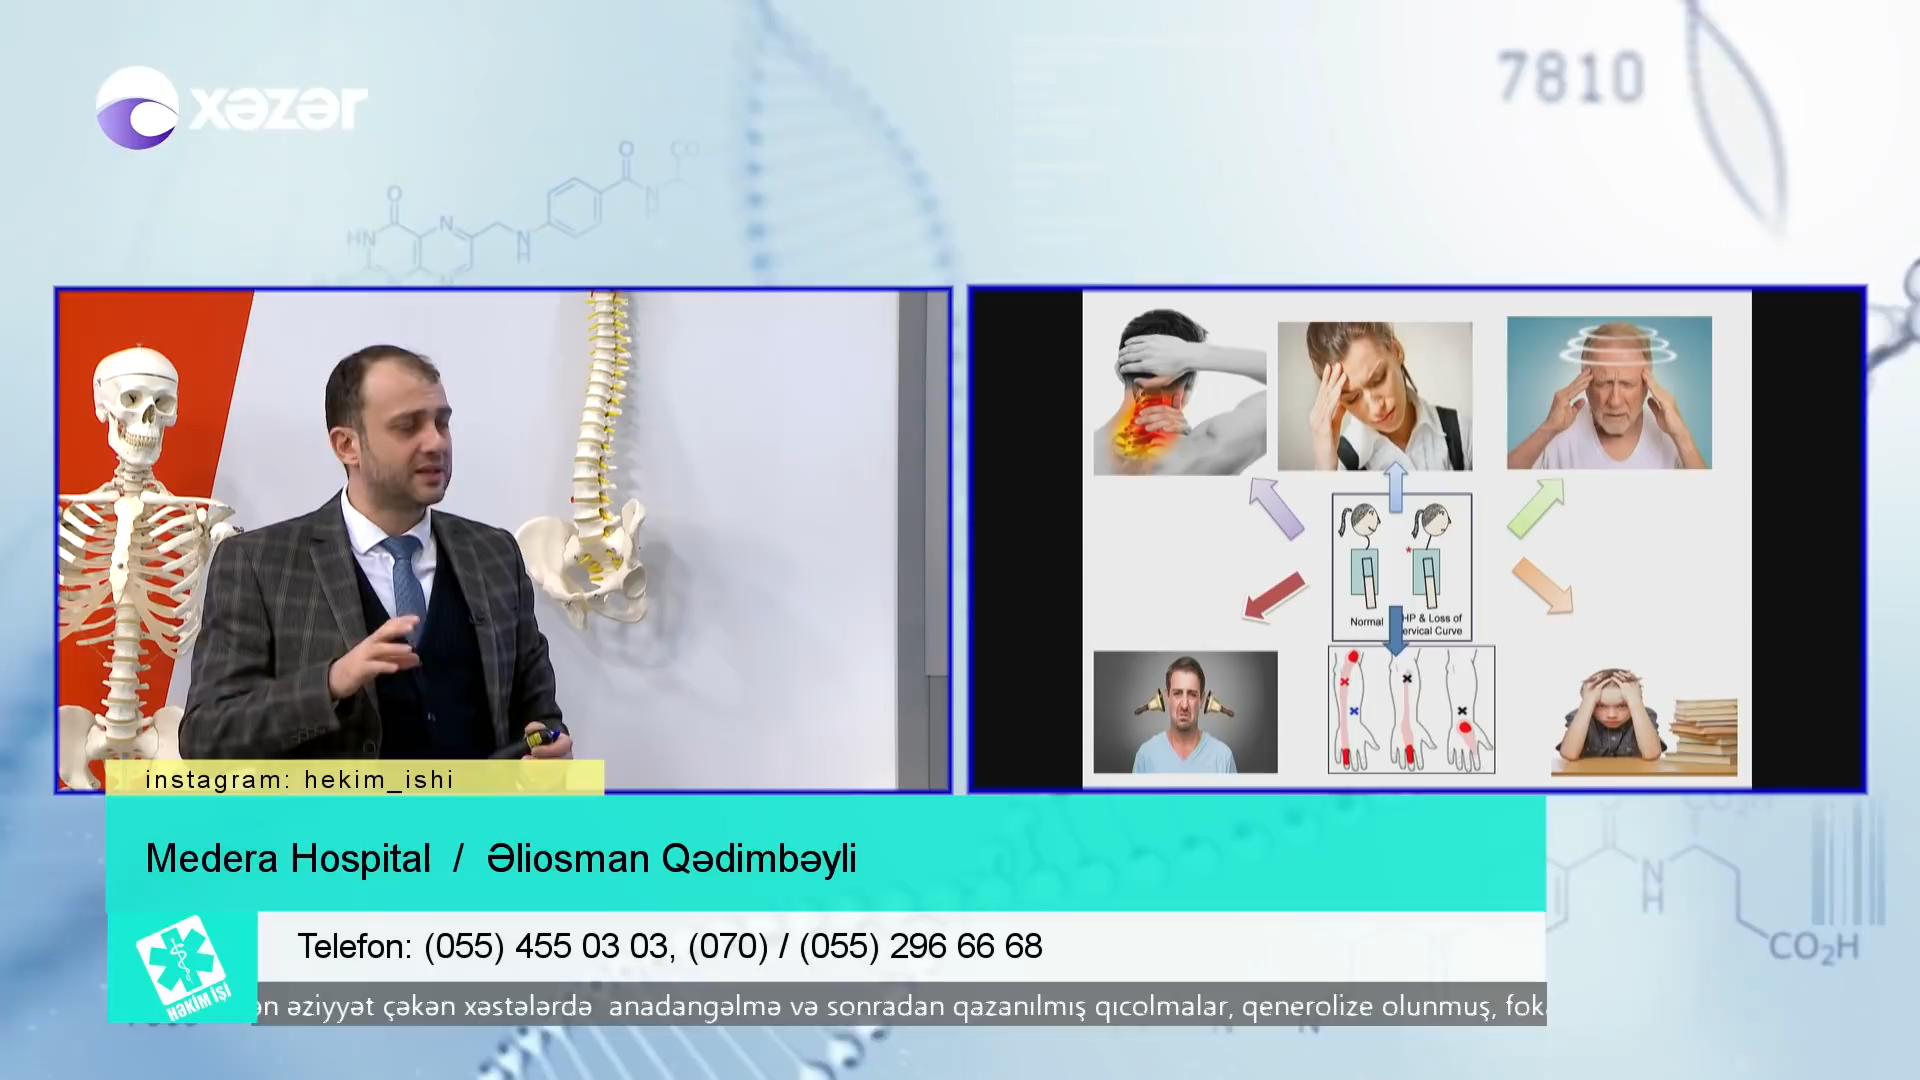 xəzər
7810
O
CO
HN
N
N
H
O
N
H
Normal
HP & Loss of
ervical Curve
instagram: hekim_ishi
Medera Hospital / Əliosman Qədimbəyli
Telefon: (055) 455 03 03, (070) / (055) 296 66 68
HƏKİM İŞİ
ən əziyyət çəkən xəstələrdə anadangəlmə və sonradan qazanılmış qıcolmalar, qenerolize olunmuş, fok
N
H
CO₂H